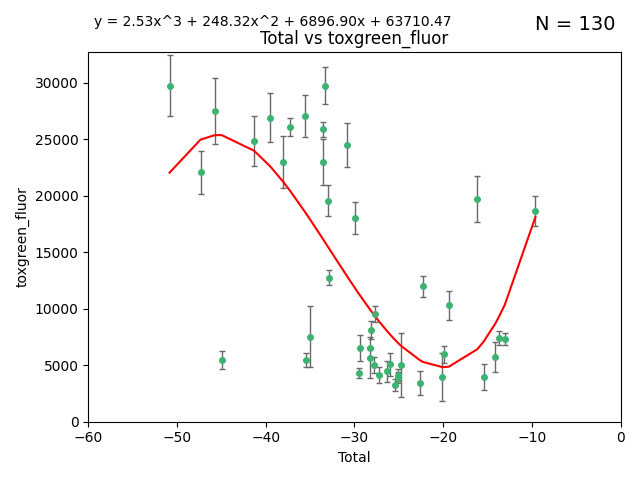 y = 2.53x^3 + 248.32x^2 + 6896.90x + 63710.47
N = 130
Total vs toxgreen_fluor
toxgreen_fluor
30000
25000
20000
15000
10000
5000
0
−60
−50
−40
−30
−20
−10
0
Total